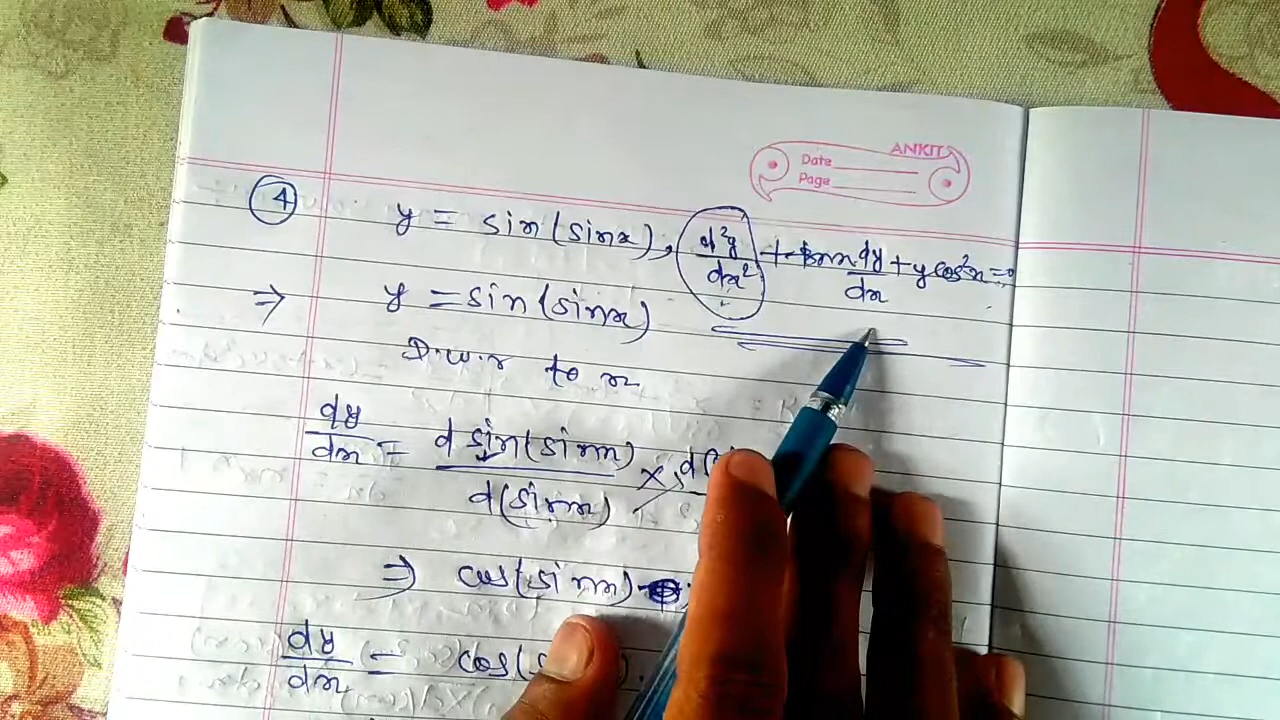 ANKIT
Date
Page
④ y = sin(sinx), d²y/dx² + tanx dy/dx + y cos²x = 0
⇒ y = sin(sinx)
D.w.r to x
dy/dx = d sin(sinx)/d(sinx) × d(
⇒ cos(sinx)
dy/dx = cos(